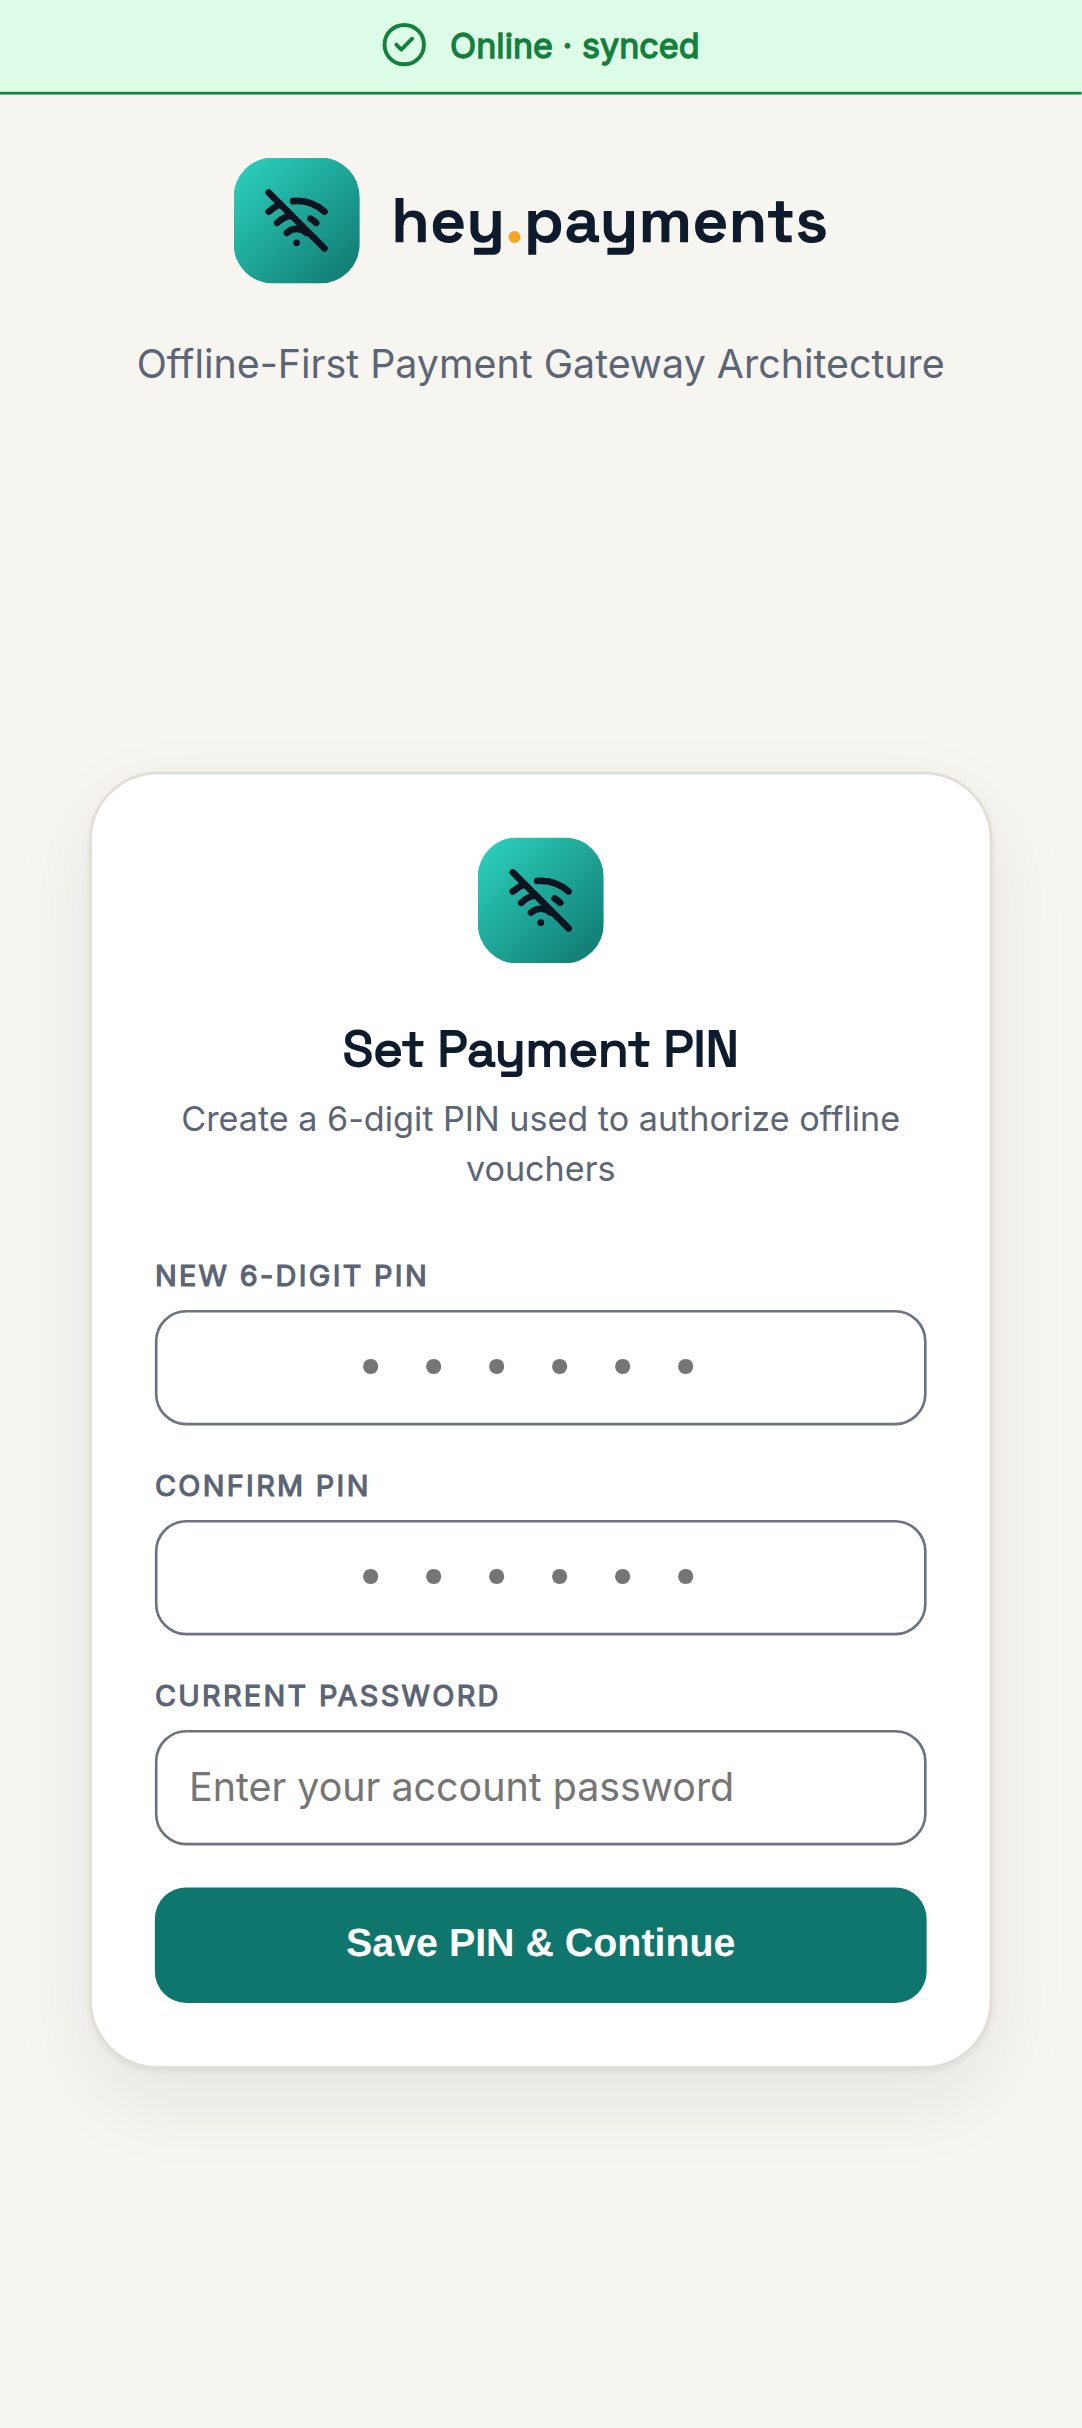 Online · synced
hey.payments
Offline-First Payment Gateway Architecture
Set Payment PIN
Create a 6-digit PIN used to authorize offline
vouchers
NEW 6-DIGIT PIN
••••••
CONFIRM PIN
••••••
CURRENT PASSWORD
Enter your account password
Save PIN & Continue